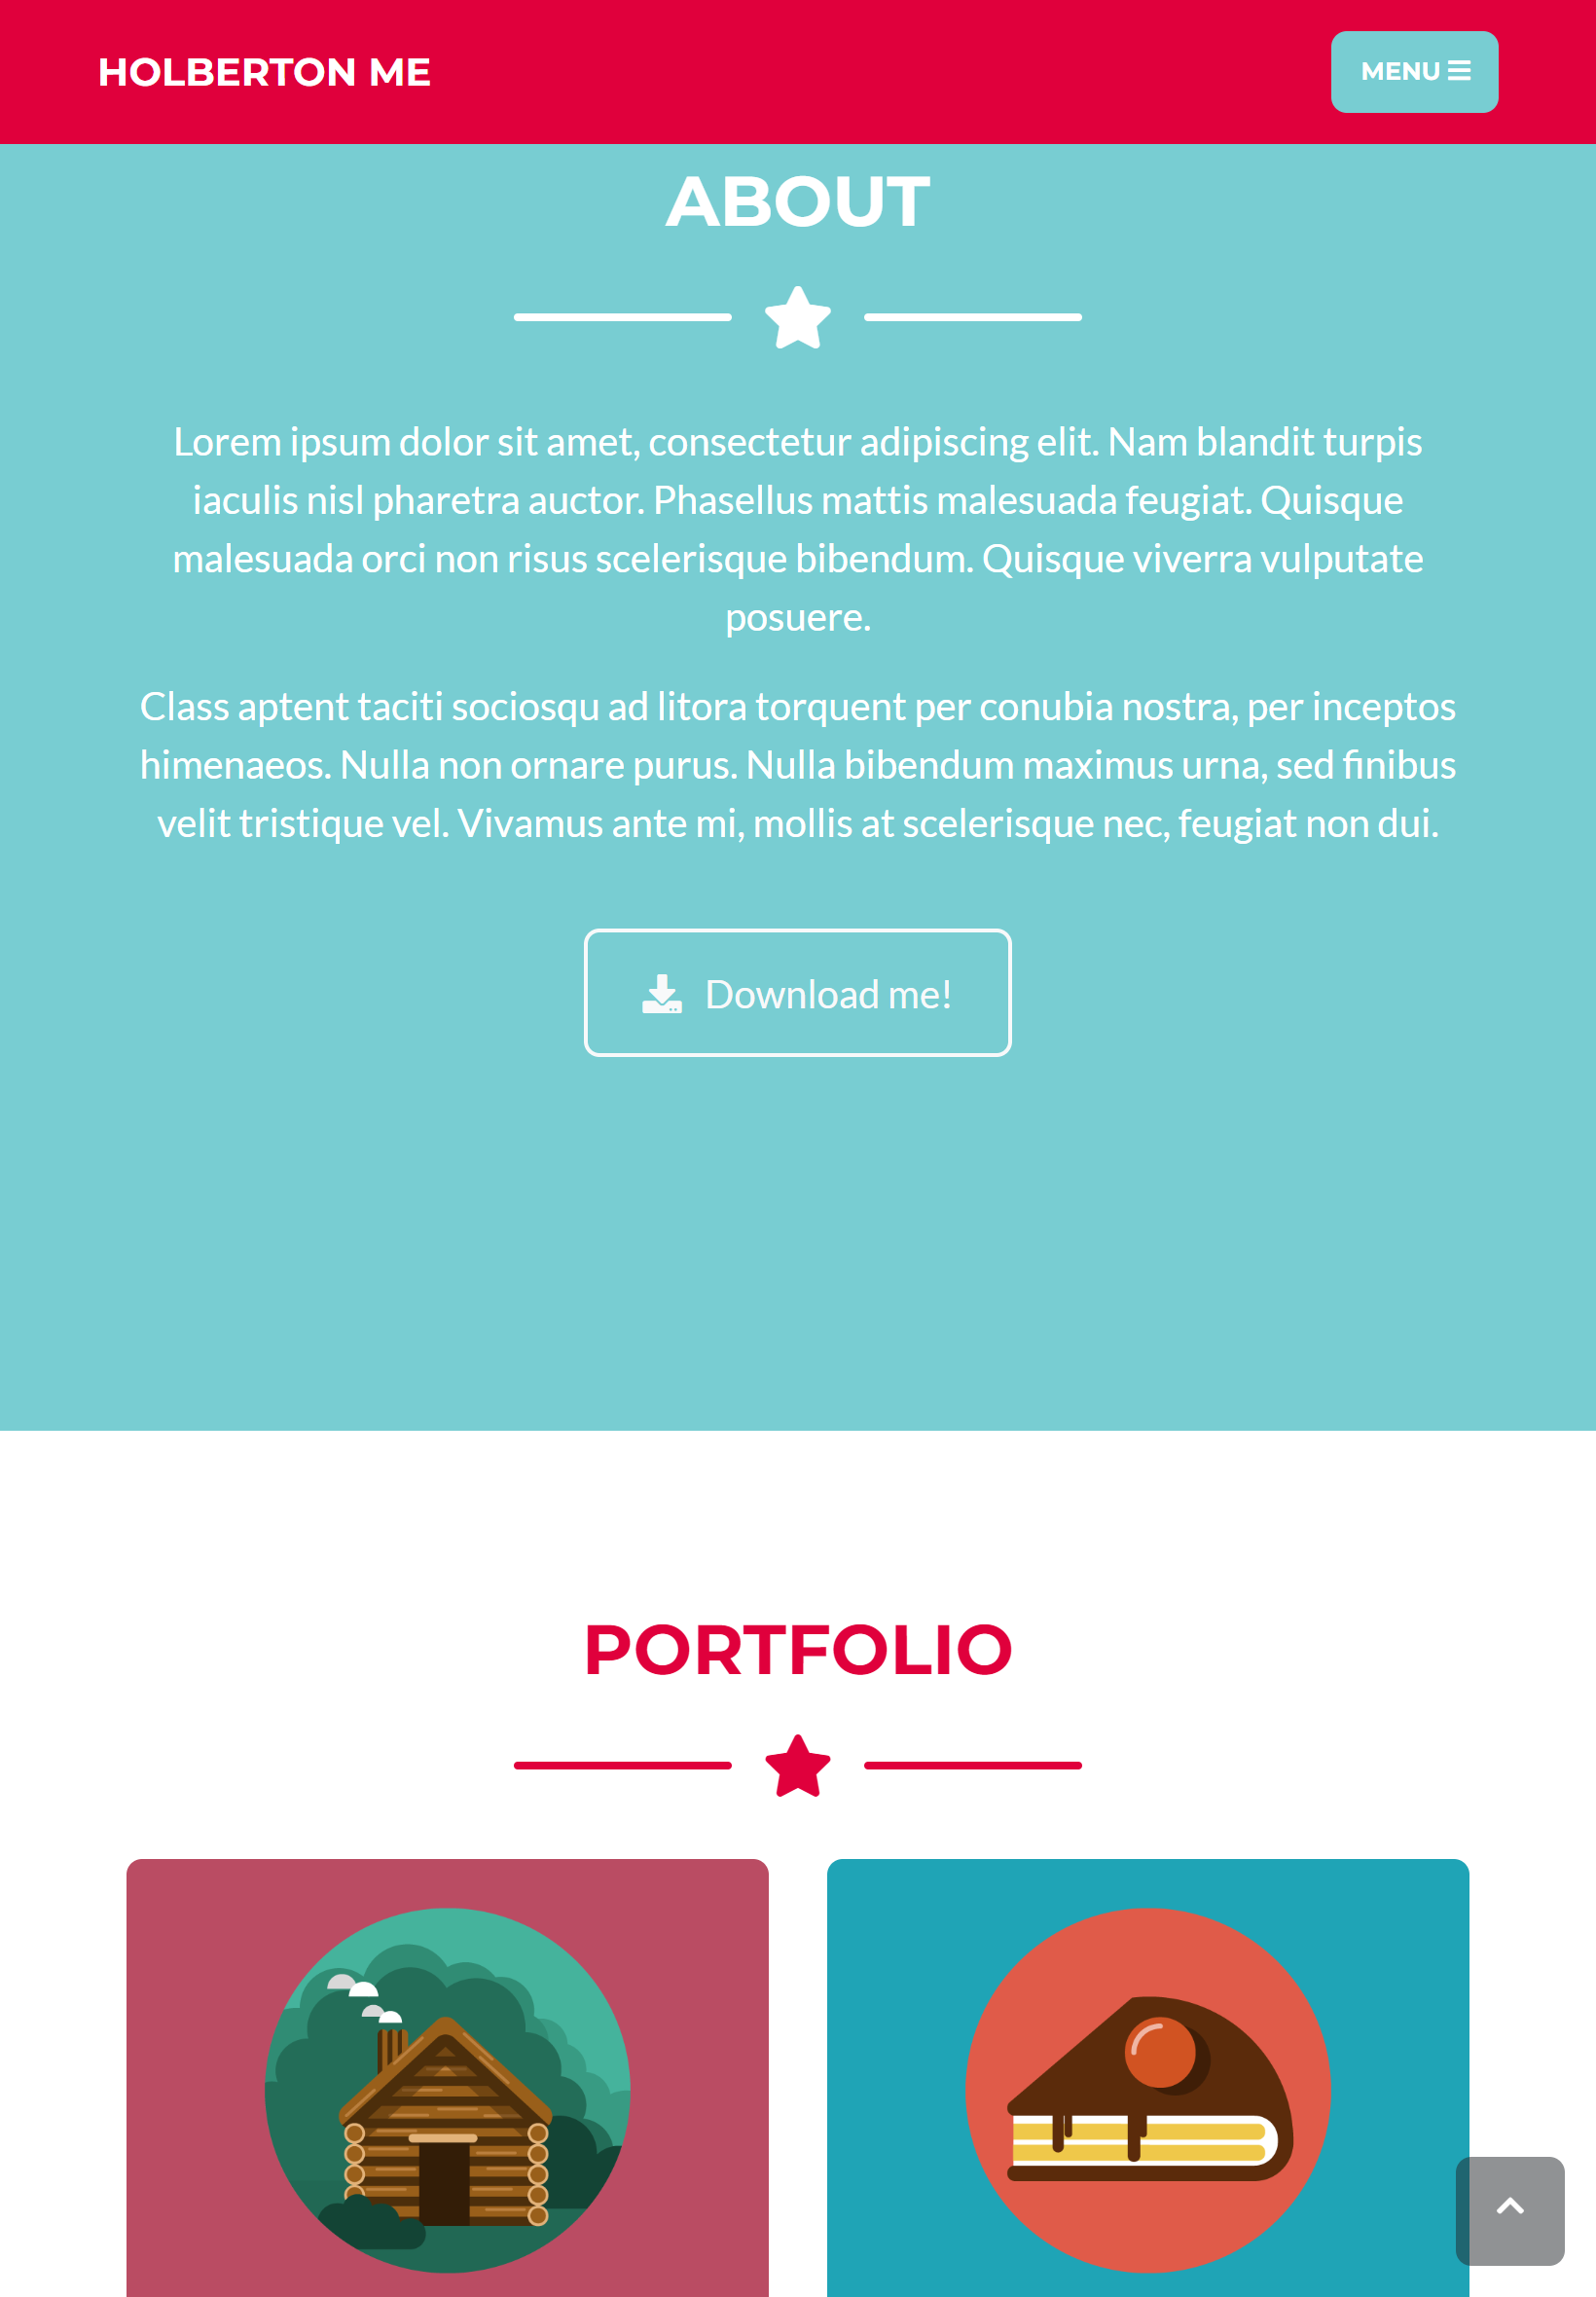 HOLBERTON ME
MENU
ABOUT
Lorem ipsum dolor sit amet, consectetur adipiscing elit. Nam blandit turpis
iaculis nisl pharetra auctor. Phasellus mattis malesuada feugiat. Quisque
malesuada orci non risus scelerisque bibendum. Quisque viverra vulputate
posuere.
Class aptent taciti sociosqu ad litora torquent per conubia nostra, per inceptos
himenaeos. Nulla non ornare purus. Nulla bibendum maximus urna, sed finibus
velit tristique vel. Vivamus ante mi, mollis at scelerisque nec, feugiat non dui.
Download me!
PORTFOLIO